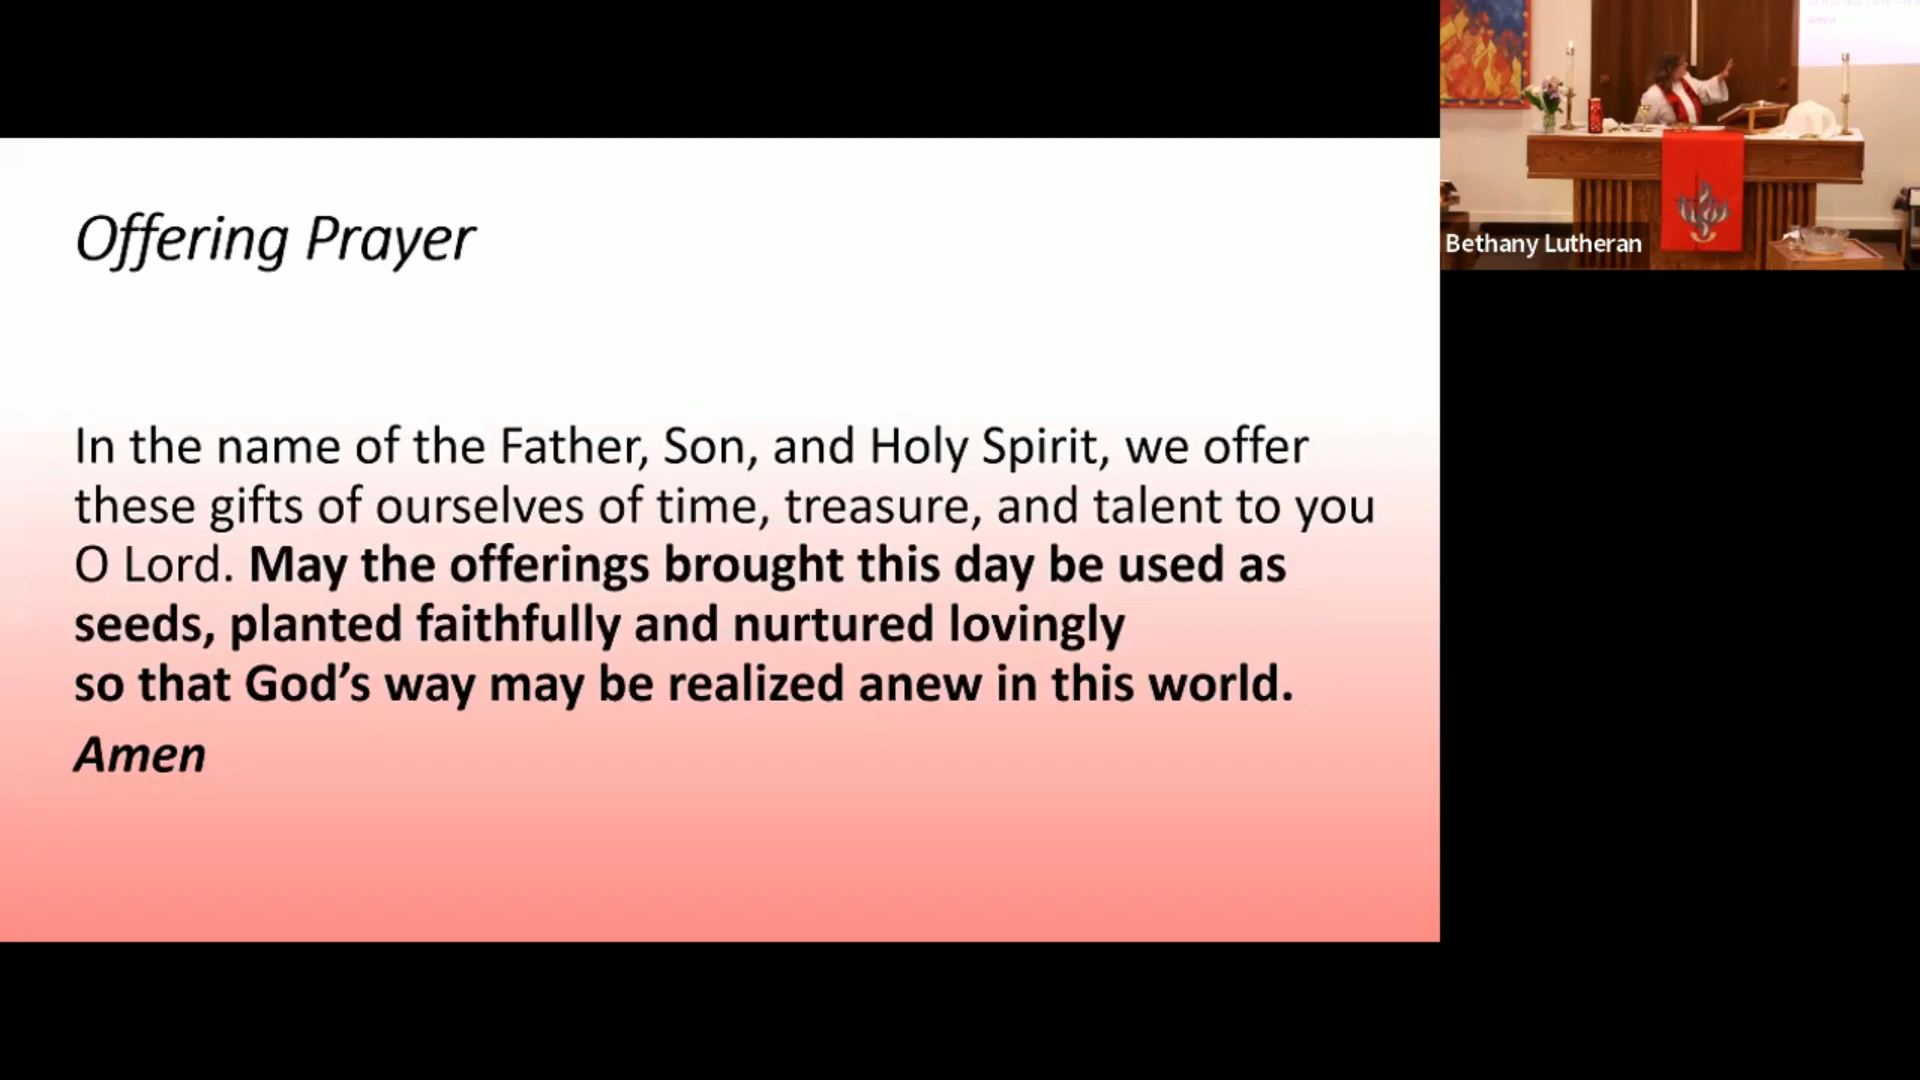 Offering Prayer
In the name of the Father, Son, and Holy Spirit, we offer
these gifts of ourselves of time, treasure, and talent to you
O Lord. May the offerings brought this day be used as
seeds, planted faithfully and nurtured lovingly
so that God’s way may be realized anew in this world.
Amen
Amen
Bethany Lutheran